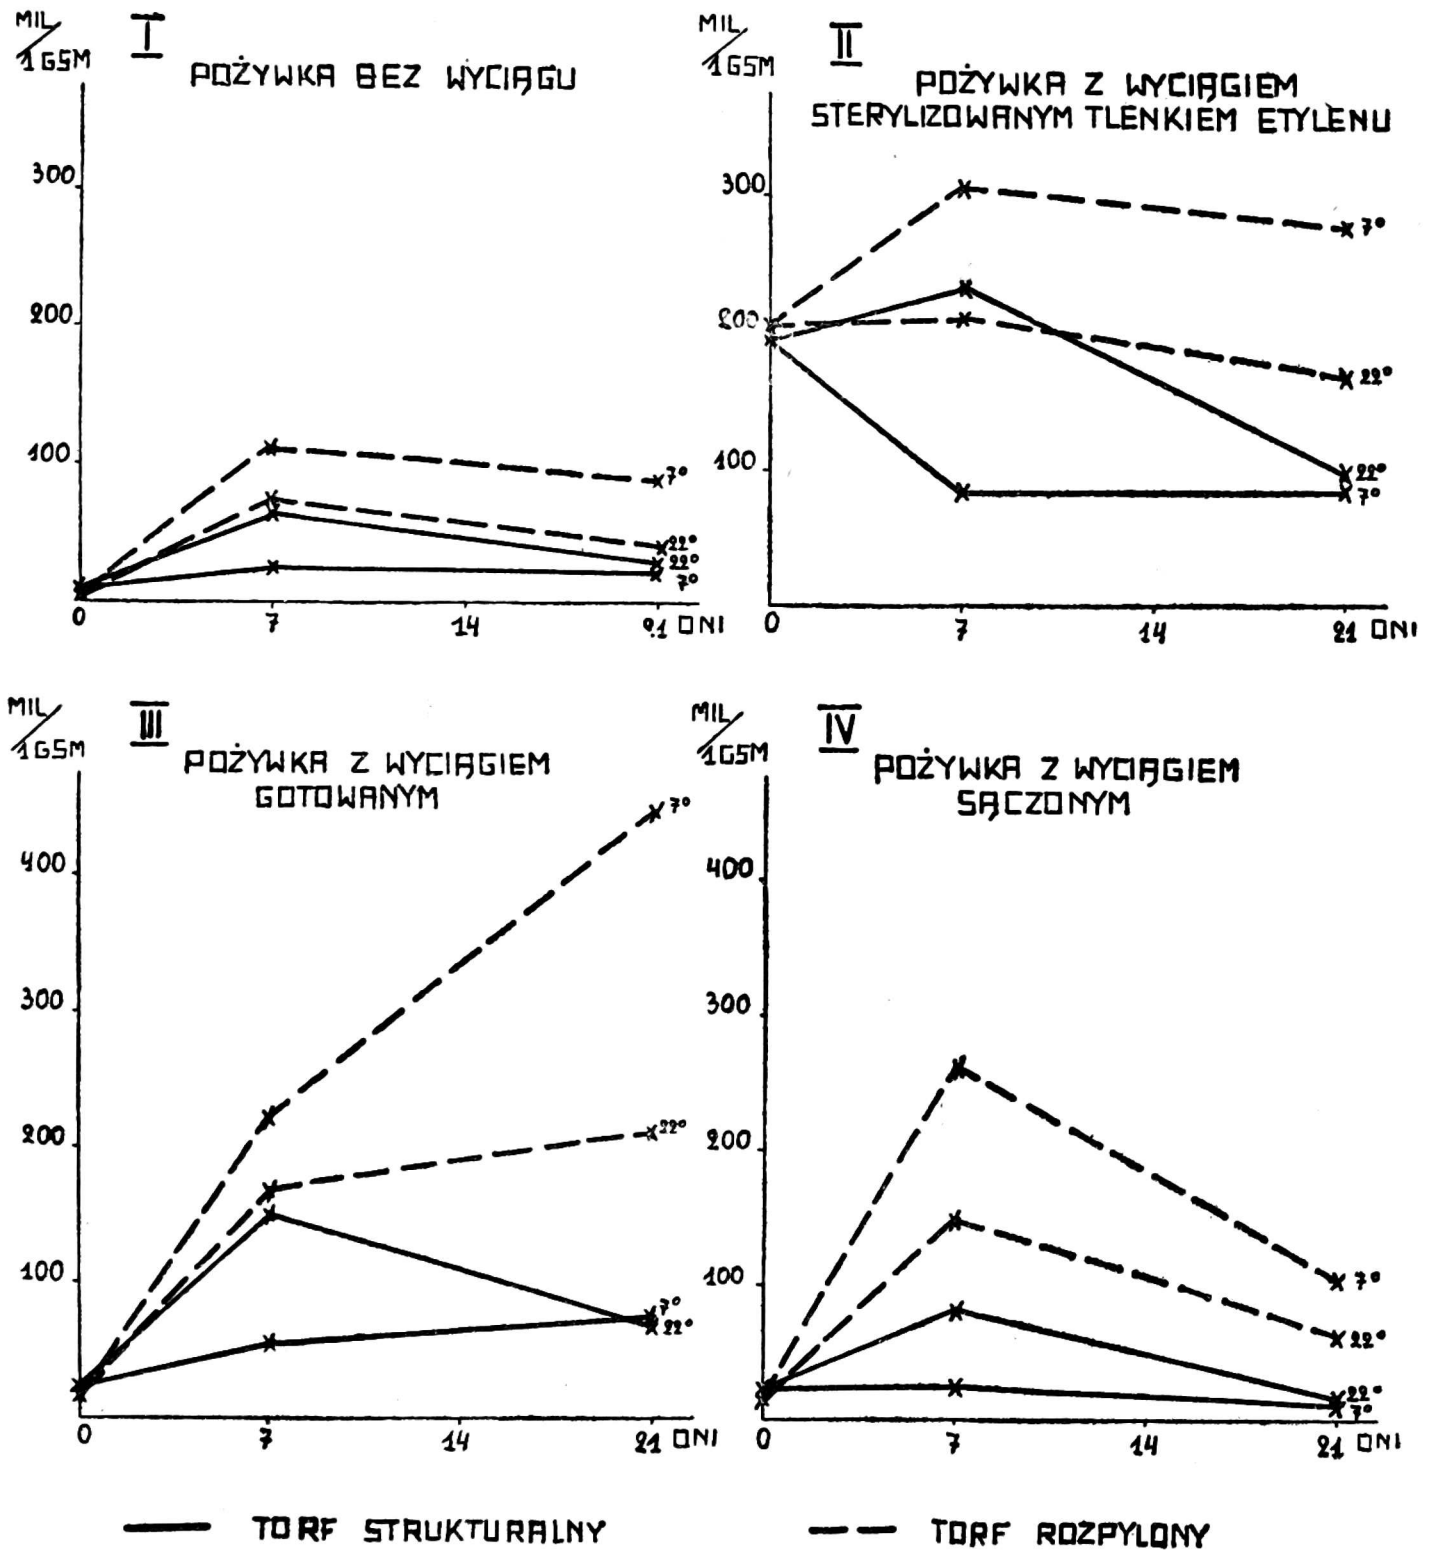 MIL/1GSM
I
POŻYWKA BEZ WYCIĄGU
300
200
100
7°
22°
22°
7°
0 7 14 21 DNI
MIL/1GSM
II
POŻYWKA Z WYCIĄGIEM
STERYLIZOWANYM TLENKIEM ETYLENU
300
200
100
7°
22°
22°
7°
0 7 14 21 DNI
MIL/1GSM
III
POŻYWKA Z WYCIĄGIEM
GOTOWANYM
400
300
200
100
7°
22°
7°
22°
0 7 14 21 DNI
MIL/1GSM
IV
POŻYWKA Z WYCIĄGIEM
SĄCZONYM
400
300
200
100
7°
22°
22°
7°
0 7 14 21 DNI
TORF STRUKTURALNY
TORF ROZPYLONY